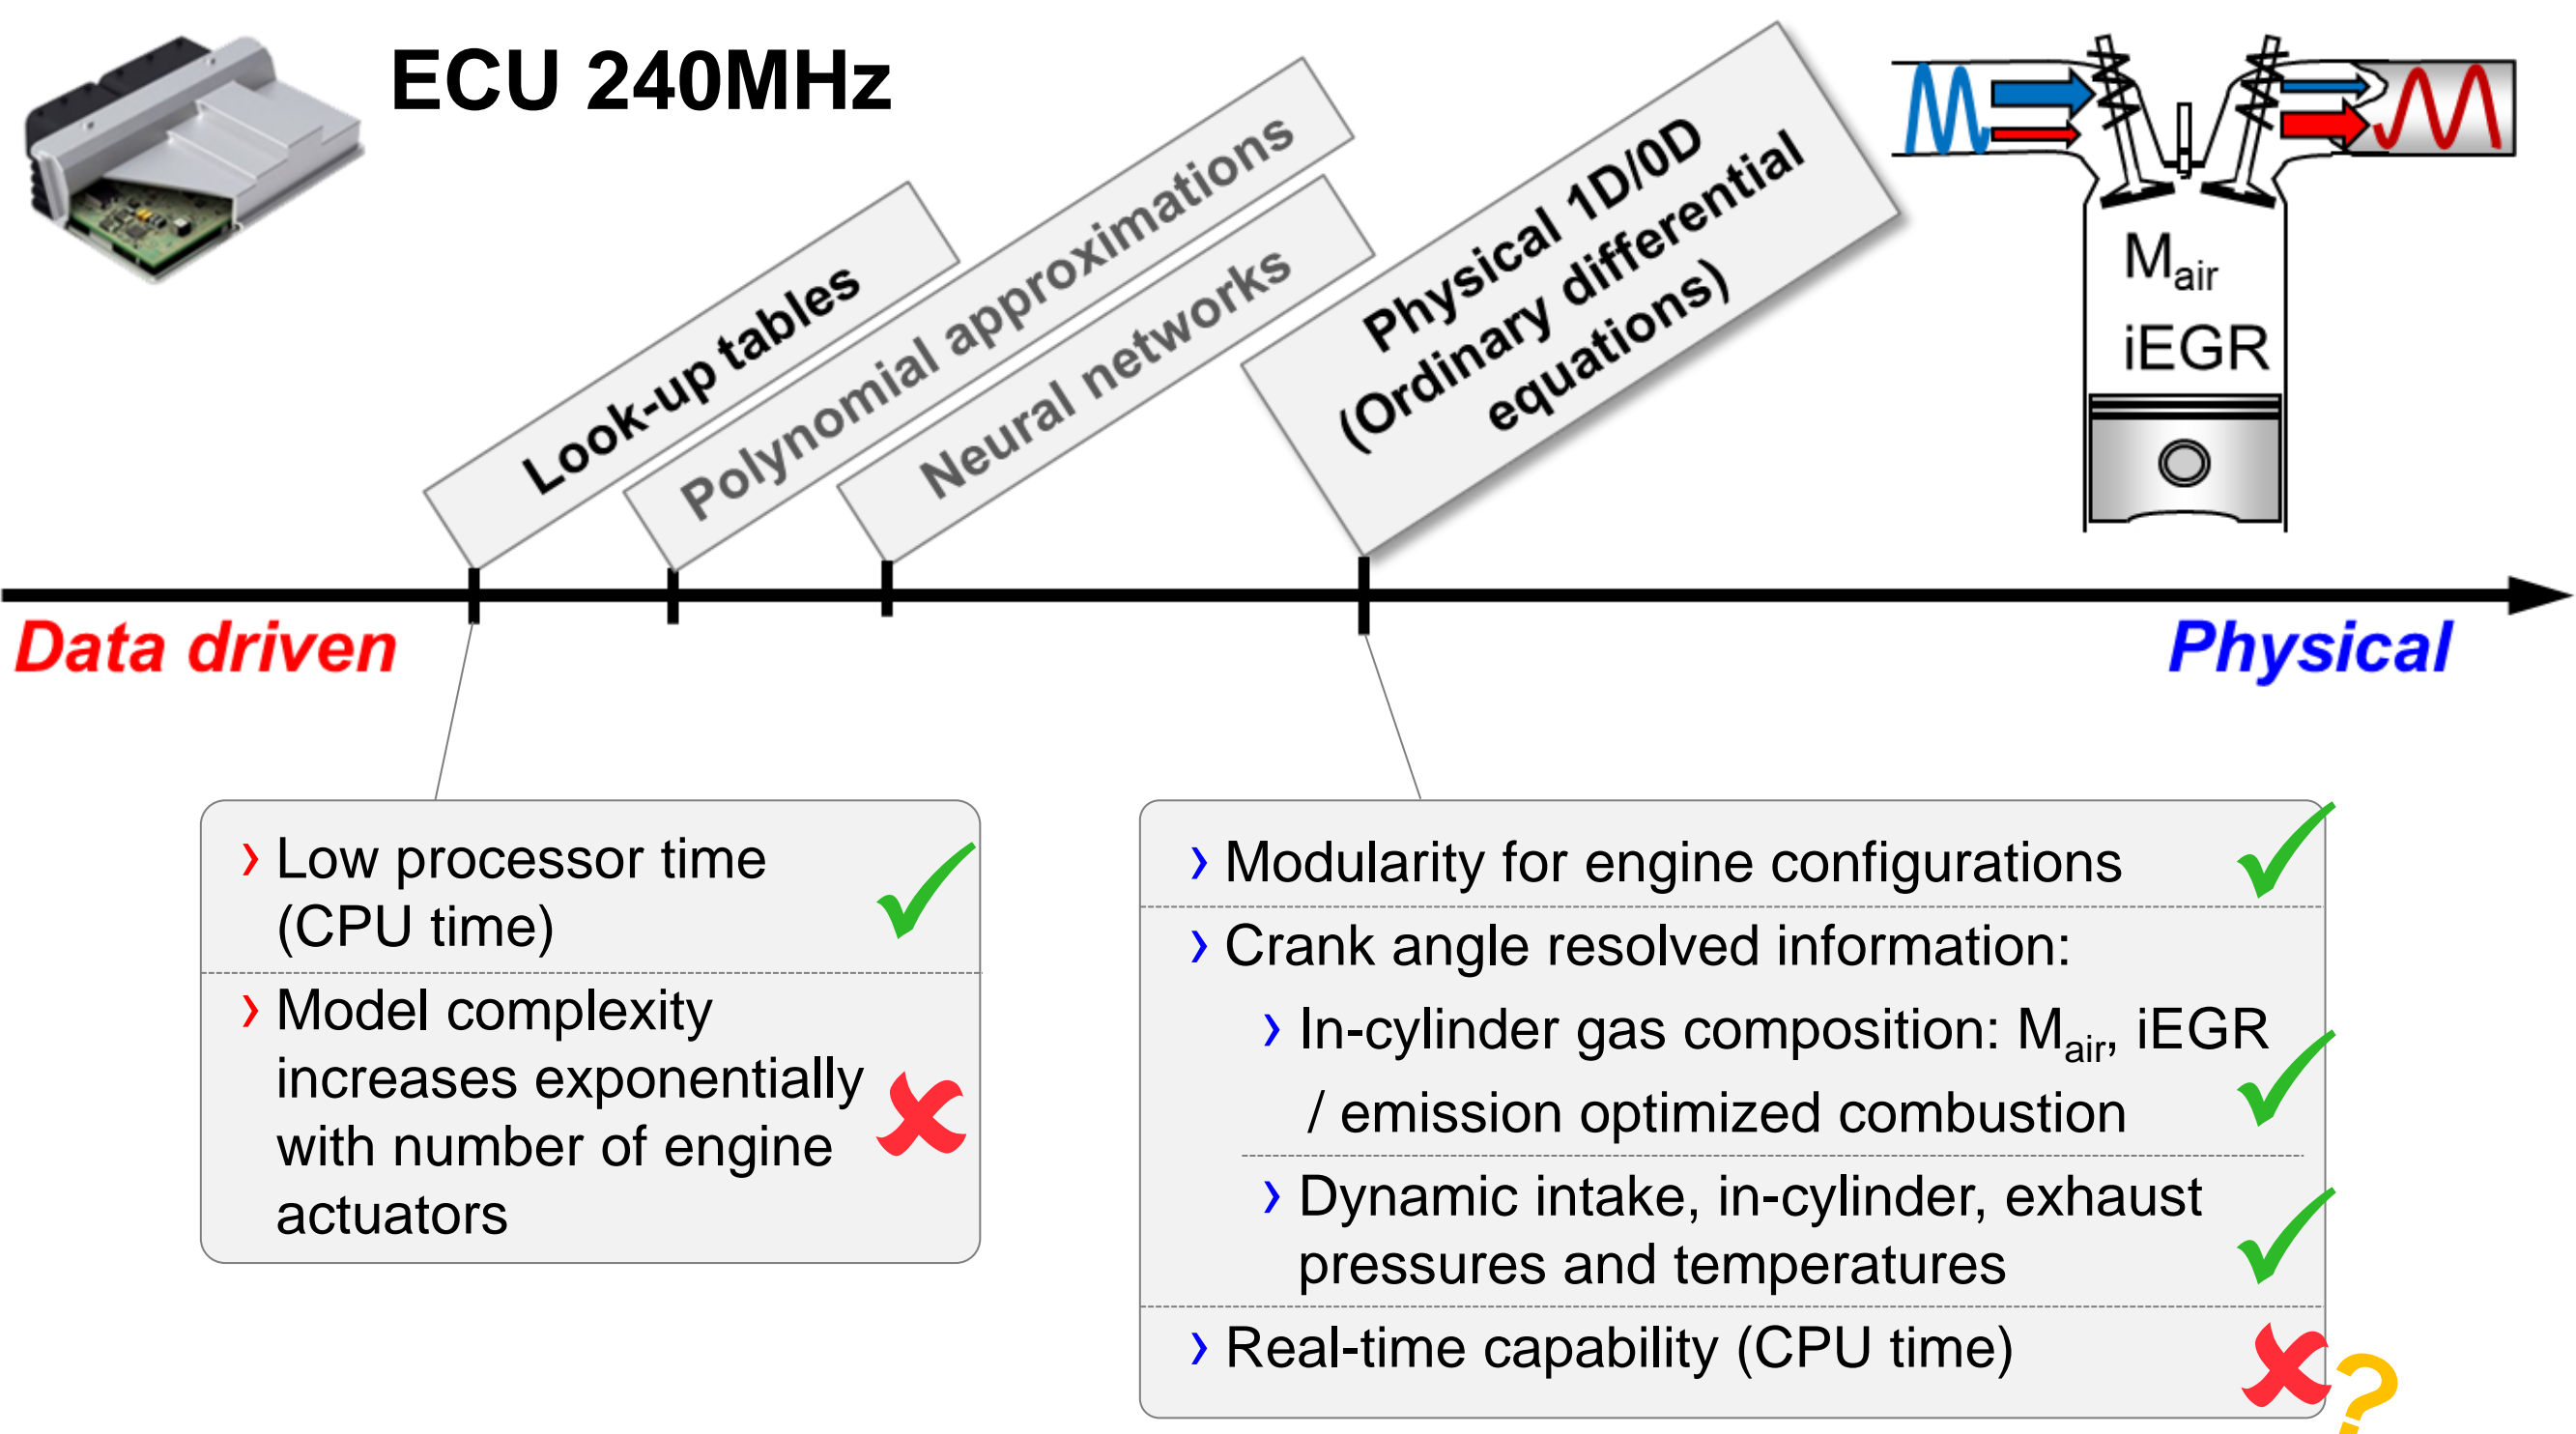 ECU 240MHz
Look-up tables
Polynomial approximations
Neural networks
Physical 1D/0D
(Ordinary differential
equations)
M_air
iEGR
Data driven
Physical
› Low processor time
(CPU time)
› Model complexity
increases exponentially
with number of engine
actuators
› Modularity for engine configurations
› Crank angle resolved information:
› In-cylinder gas composition: M_air, iEGR
/ emission optimized combustion
› Dynamic intake, in-cylinder, exhaust
pressures and temperatures
› Real-time capability (CPU time)
?